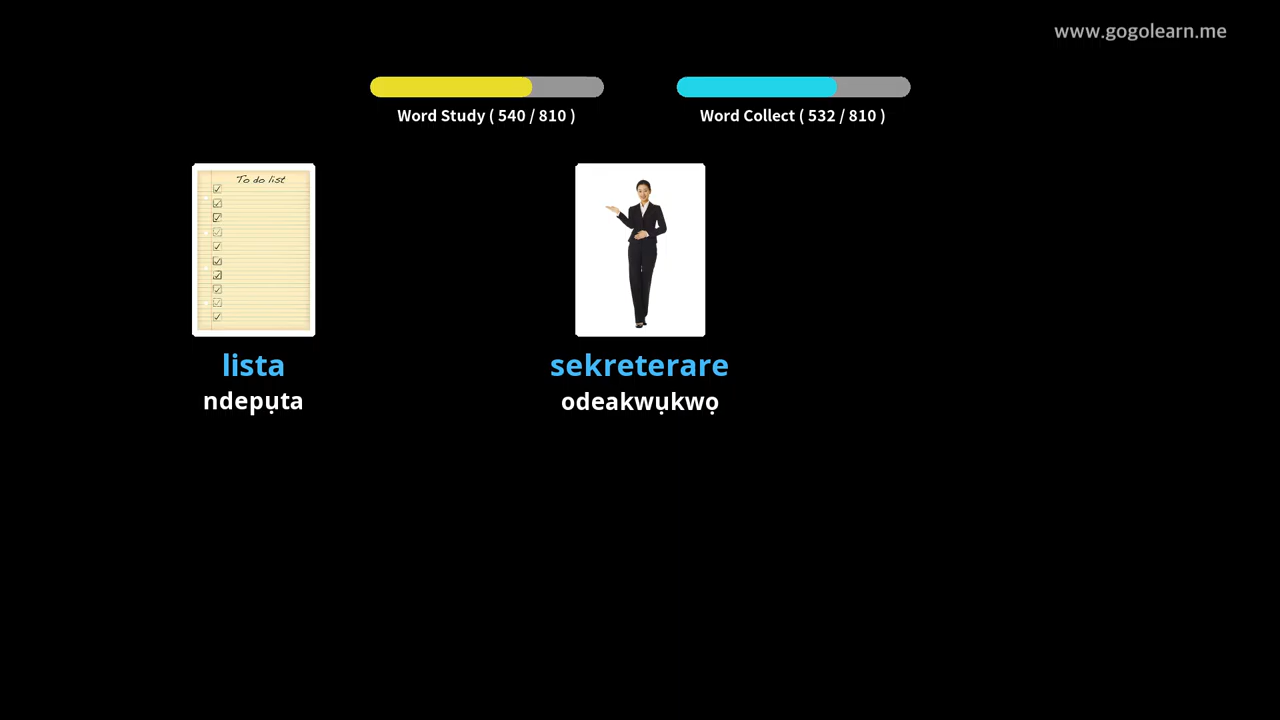 www.gogolearn.me
Word Study ( 540 / 810 )
Word Collect ( 532 / 810 )
To do list
lista
ndepụta
sekreterare
odeakwụkwọ